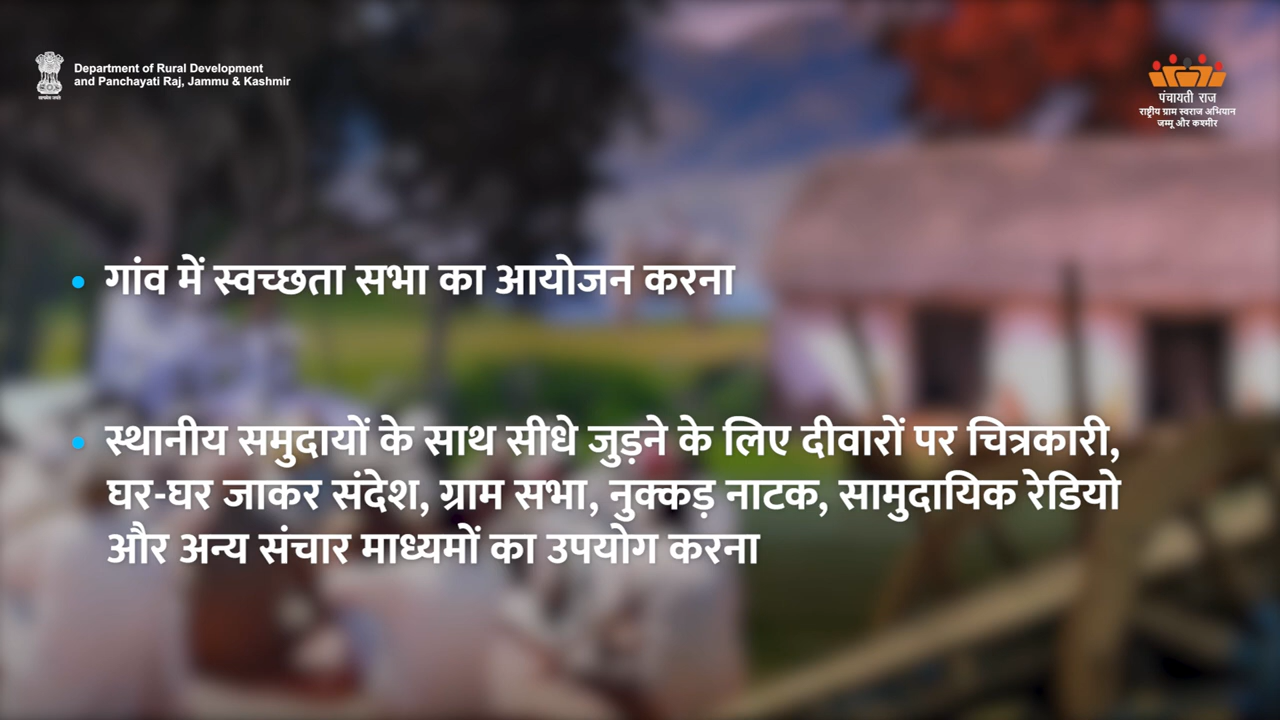 Department of Rural Development
and Panchayati Raj, Jammu & Kashmir
पंचायती राज
राष्ट्रीय ग्राम स्वराज अभियान
जम्मू और कश्मीर
गांव में स्वच्छता सभा का आयोजन करना
स्थानीय समुदायों के साथ सीधे जुड़ने के लिए दीवारों पर चित्रकारी,
घर-घर जाकर संदेश, ग्राम सभा, नुक्कड़ नाटक, सामुदायिक रेडियो
और अन्य संचार माध्यमों का उपयोग करना